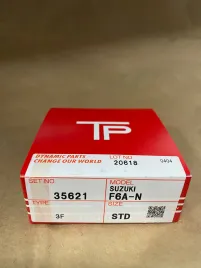 TP
DYNAMIC PARTS
CHANGE OUR WORLD
LOT NO
20618
0404
SET NO
35621
MODEL
SUZUKI
F6A-N
TYPE
3F
SIZE
STD